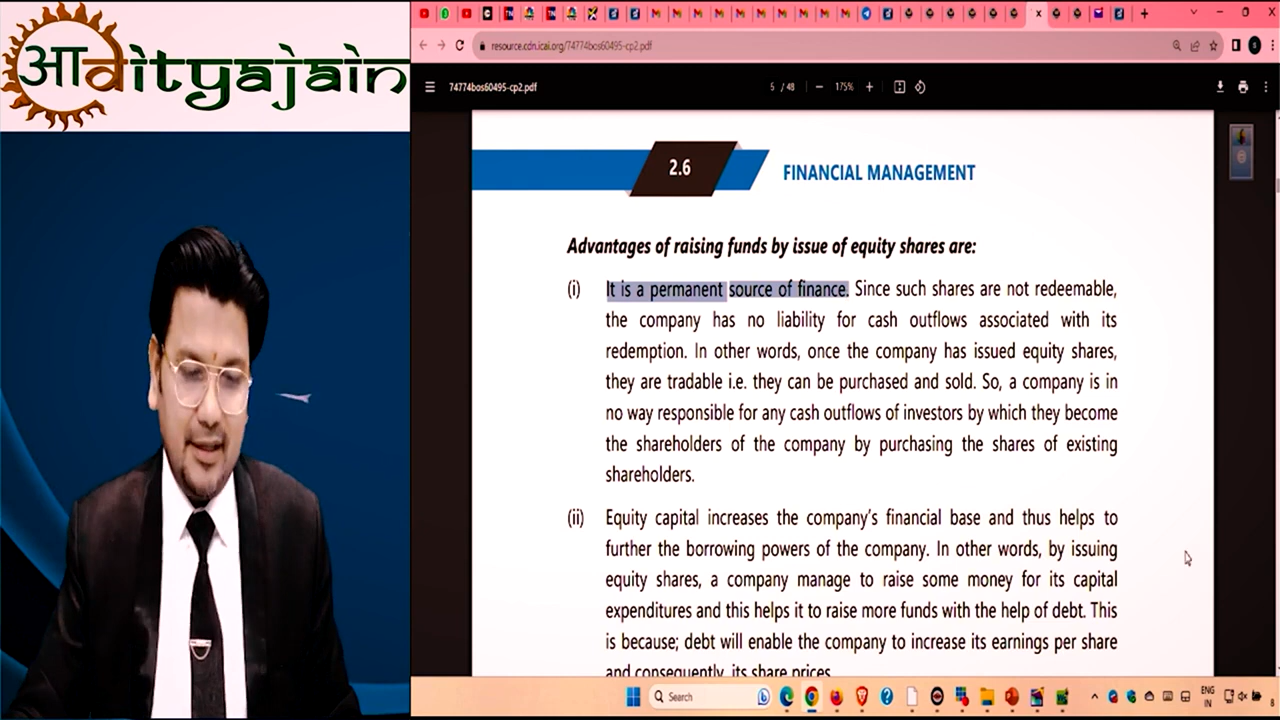 आdityajain
resource.cdn.icai.org/74774bos60495-cp2.pdf
74774bos60495-cp2.pdf
5 / 48
175%
2.6
FINANCIAL MANAGEMENT
Advantages of raising funds by issue of equity shares are:
(i) It is a permanent source of finance. Since such shares are not redeemable,
the company has no liability for cash outflows associated with its
redemption. In other words, once the company has issued equity shares,
they are tradable i.e. they can be purchased and sold. So, a company is in
no way responsible for any cash outflows of investors by which they become
the shareholders of the company by purchasing the shares of existing
shareholders.
(ii) Equity capital increases the company's financial base and thus helps to
further the borrowing powers of the company. In other words, by issuing
equity shares, a company manage to raise some money for its capital
expenditures and this helps it to raise more funds with the help of debt. This
is because; debt will enable the company to increase its earnings per share
and consequently, its share prices.
Search
ENG
IN
8